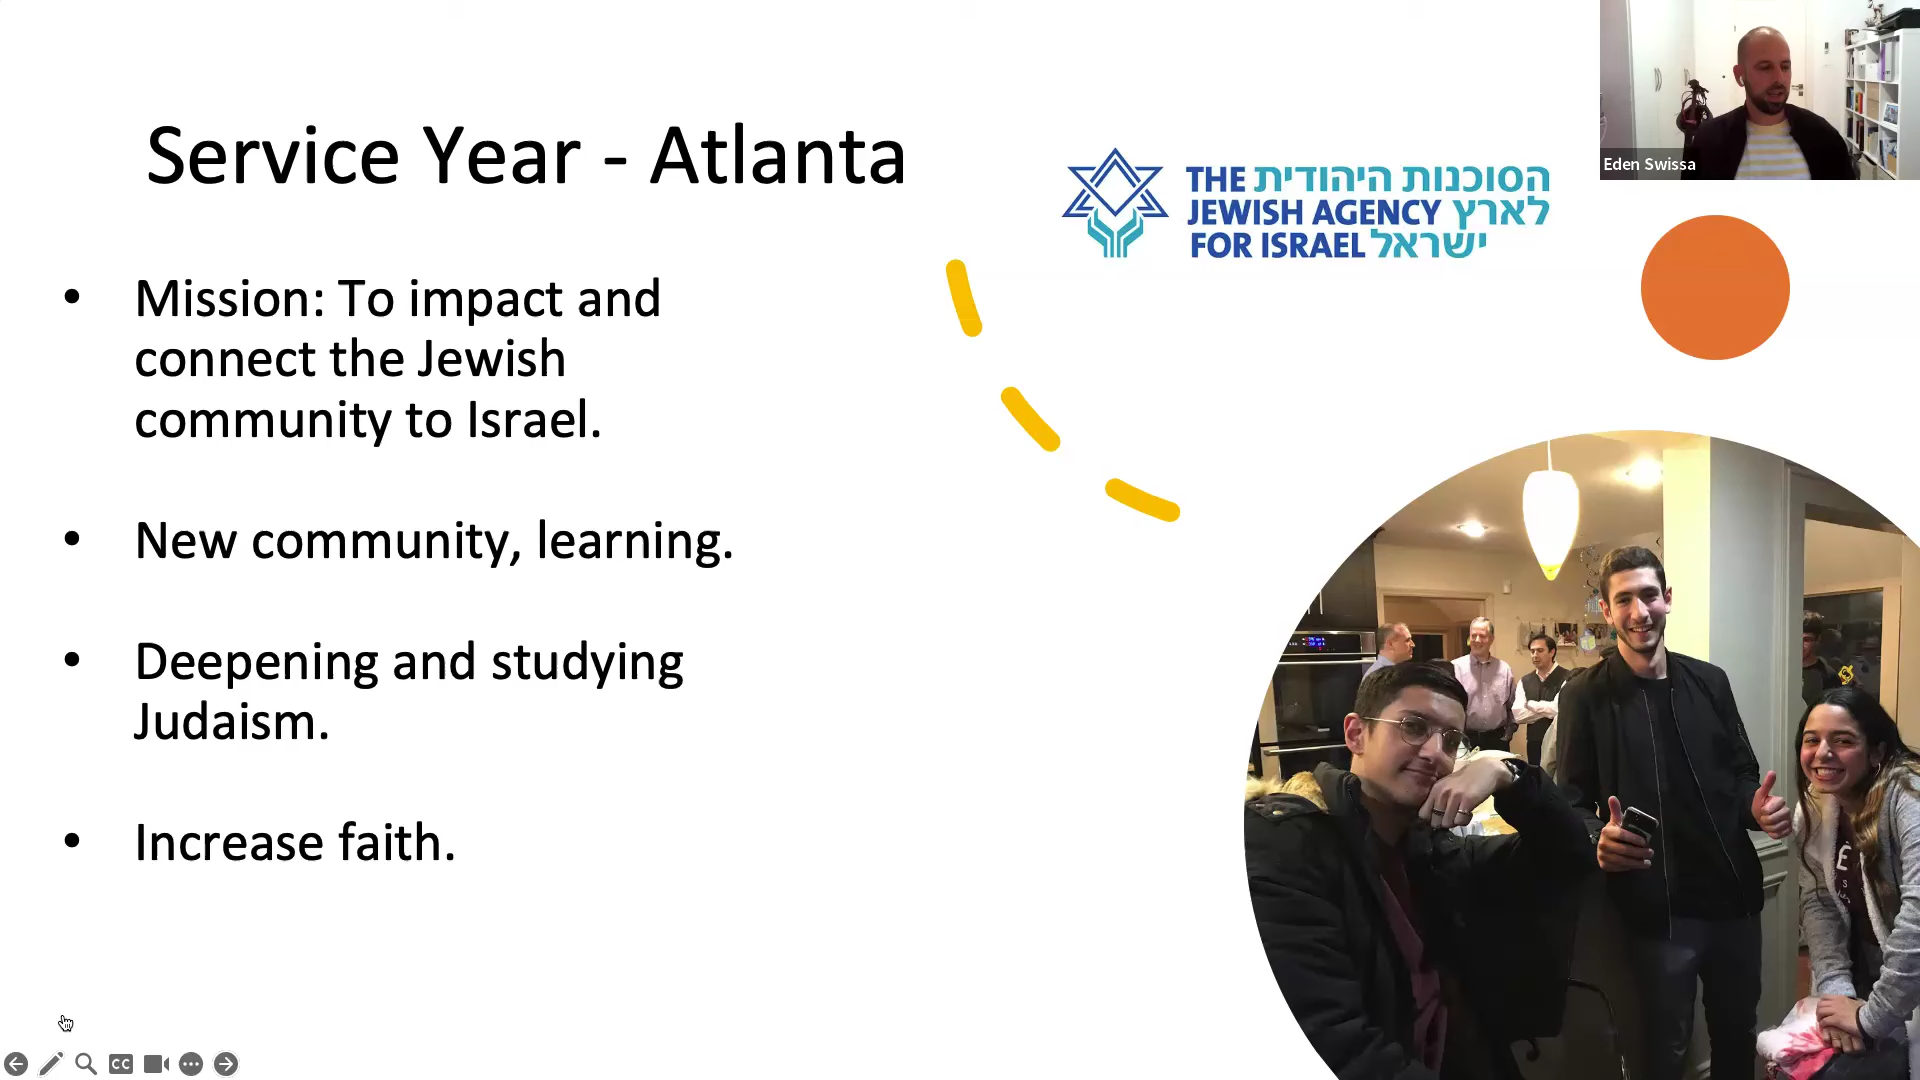 Service Year - Atlanta
THE הסוכנות היהודית
JEWISH AGENCY לארץ
FOR ISRAEL ישראל
Eden Swissa
• Mission: To impact and
connect the Jewish
community to Israel.
• New community, learning.
• Deepening and studying
Judaism.
• Increase faith.
CC